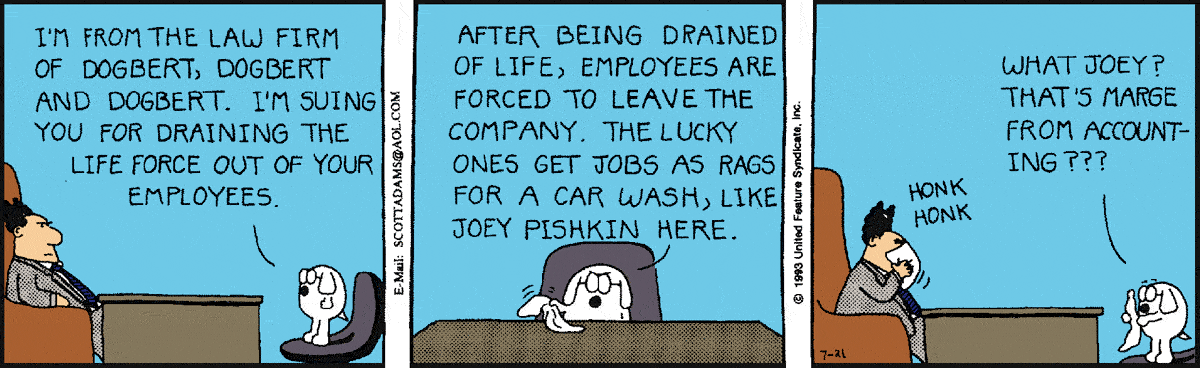 I'M FROM THE LAW FIRM
OF DOGBERT, DOGBERT
AND DOGBERT. I'M SUING
YOU FOR DRAINING THE
LIFE FORCE OUT OF YOUR
EMPLOYEES.
E-Mail: SCOTTADAMS@AOL.COM
AFTER BEING DRAINED
OF LIFE, EMPLOYEES ARE
FORCED TO LEAVE THE
COMPANY. THE LUCKY
ONES GET JOBS AS RAGS
FOR A CAR WASH, LIKE
JOEY PISHKIN HERE.
© 1993 United Feature Syndicate, Inc.
HONK
HONK
WHAT JOEY?
THAT'S MARGE
FROM ACCOUNT-
ING???
7-21